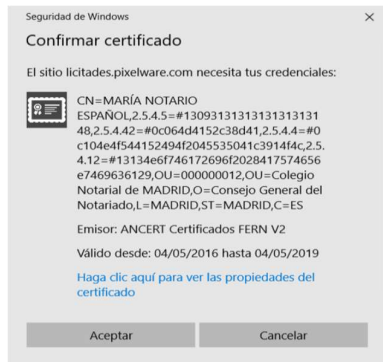 Seguridad de Windows
Confirmar certificado
El sitio licitades.pixelware.com necesita tus credenciales:
CN=MARÍA NOTARIO
ESPAÑOL,2.5.4.5=#13093131313131313131
48,2.5.4.42=#0c064d4152c38d41,2.5.4.4=#0
c104e4f544152494f2045535041c3914f4c,2.5.
4.12=#13134e6f746172696f2028417574656
e7469636129,OU=000000012,OU=Colegio
Notarial de MADRID,O=Consejo General del
Notariado,L=MADRID,ST=MADRID,C=ES
Emisor: ANCERT Certificados FERN V2
Válido desde: 04/05/2016 hasta 04/05/2019
Haga clic aquí para ver las propiedades del
certificado
Aceptar
Cancelar